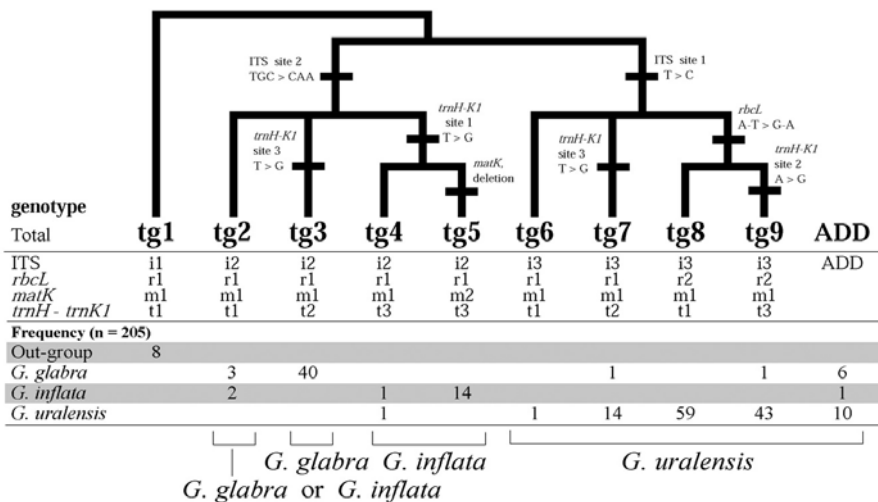 ITS site 2
TGC > CAA
ITS site 1
T > C
trnH-K1
site 1
T > G
rbcL
A-T > G-A
trnH-K1
site 3
T > G
matK,
deletion
trnH-K1
site 3
T > G
trnH-K1
site 2
A > G
genotype
Total tg1 tg2 tg3 tg4 tg5 tg6 tg7 tg8 tg9 ADD
ITS i1 i2 i2 i2 i2 i3 i3 i3 i3 ADD
rbcL r1 r1 r1 r1 r1 r1 r1 r2 r2
matK m1 m1 m1 m1 m2 m1 m1 m1 m1
trnH - trnK1 t1 t1 t2 t3 t3 t1 t2 t1 t3
Frequency (n = 205)
Out-group 8
G. glabra 3 40 1 1 6
G. inflata 2 1 14 1
G. uralensis 1 1 14 59 43 10
G. glabra G. inflata G. uralensis
G. glabra or G. inflata